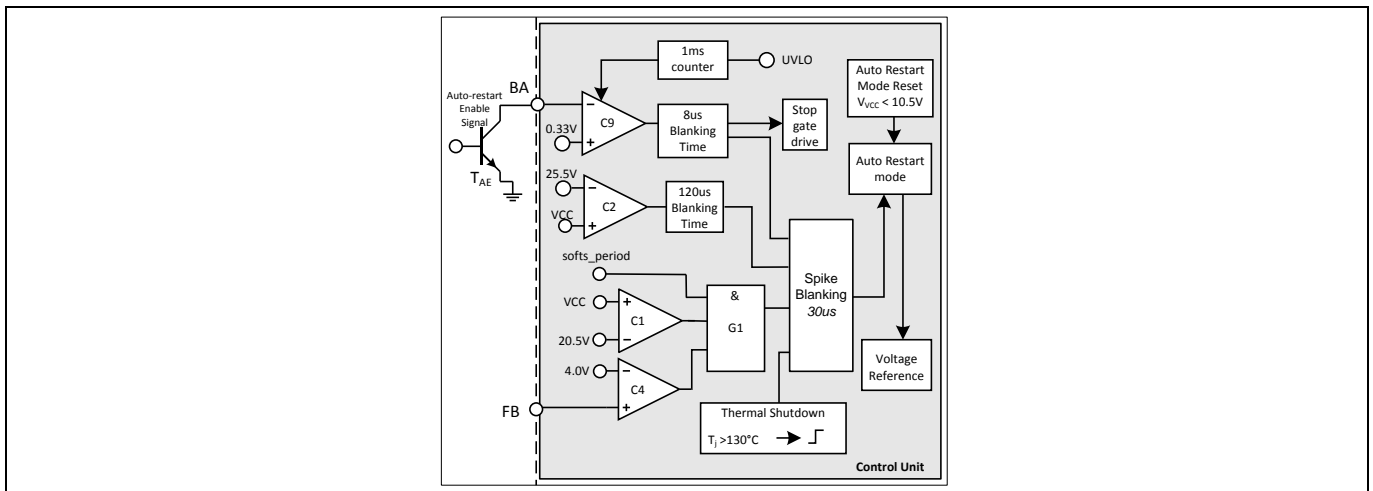 1ms
counter
UVLO
BA
Auto-restart
Enable
Signal
T_AE
−
C9
+
0.33V
8us
Blanking
Time
Stop
gate
drive
Auto Restart
Mode Reset
V_VCC < 10.5V
Auto Restart
mode
25.5V
−
C2
+
VCC
120us
Blanking
Time
softs_period
VCC
+
C1
−
20.5V
&
G1
Spike
Blanking
30us
4.0V
−
C4
+
FB
Voltage
Reference
Thermal Shutdown
T_j >130°C
Control Unit